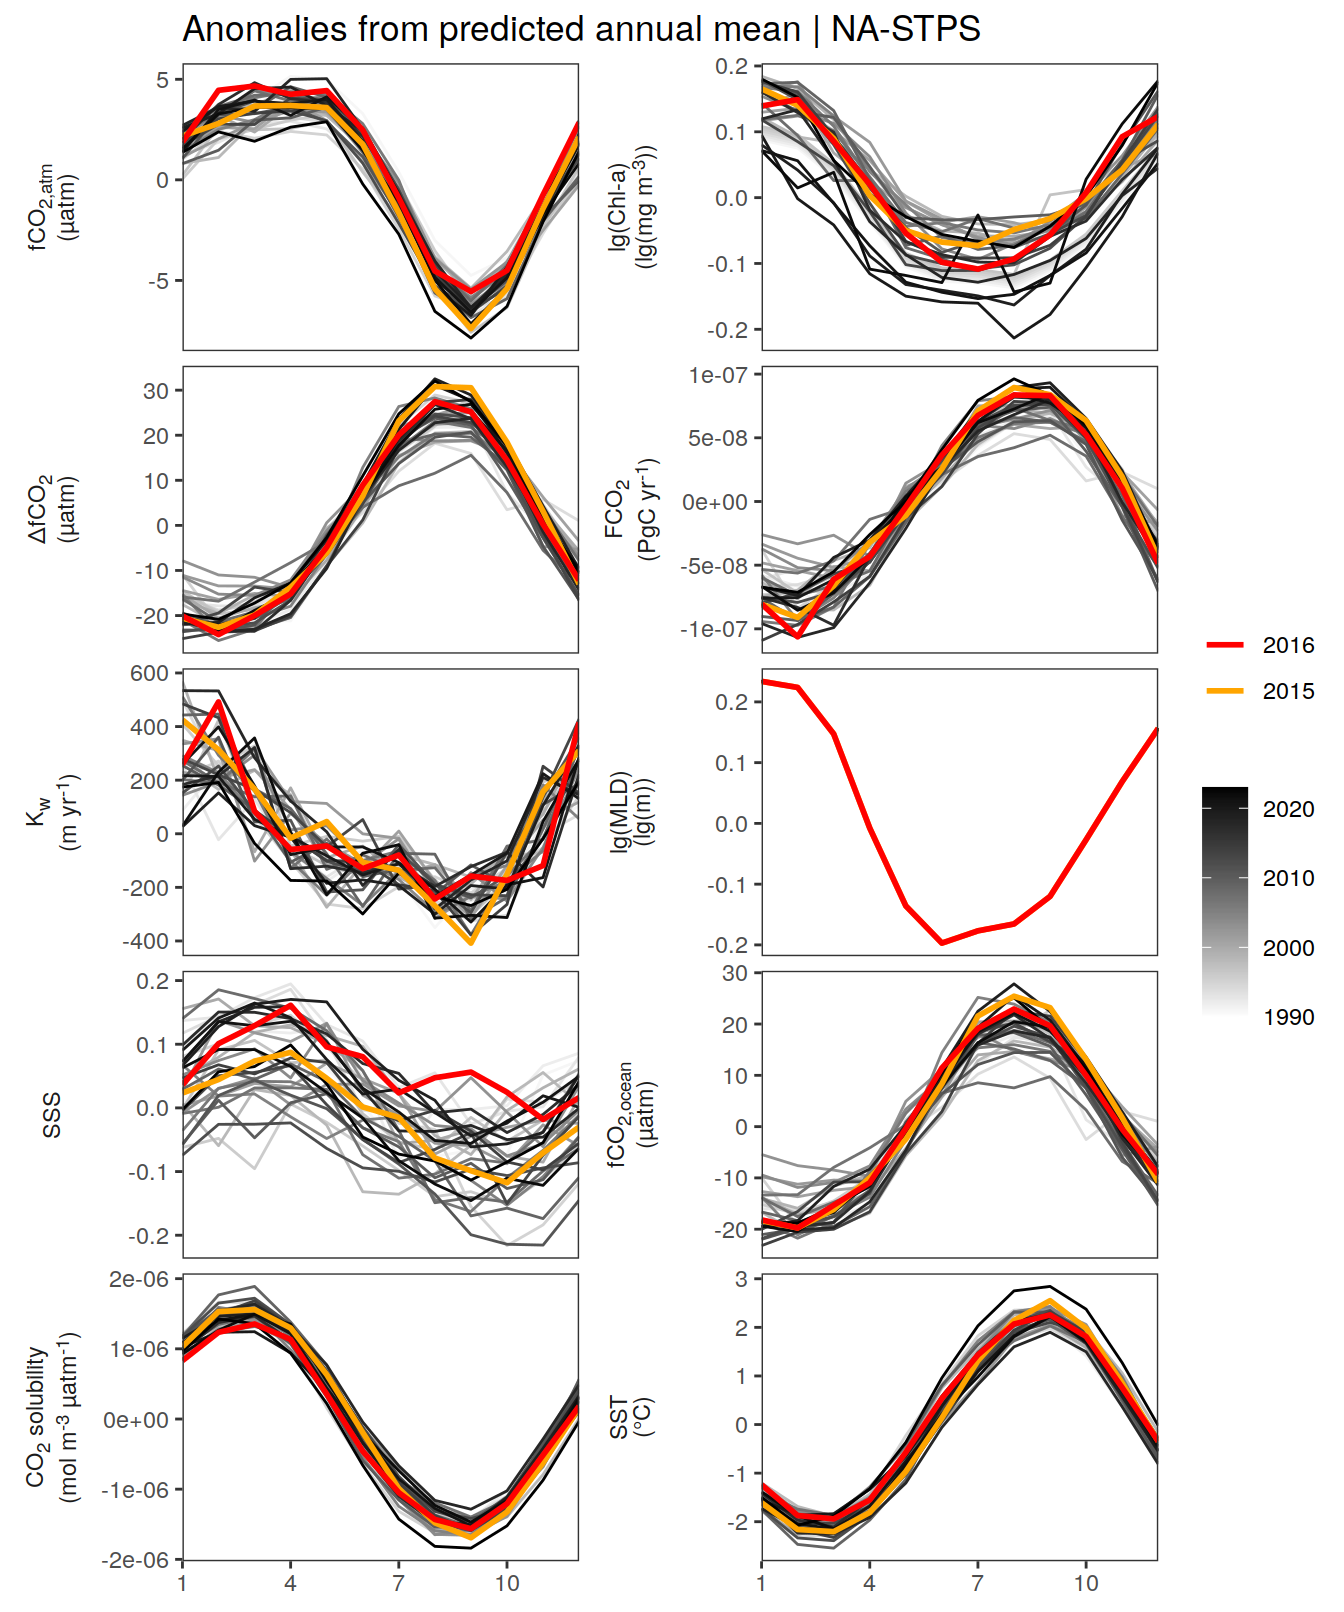 Anomalies from predicted annual mean | NA-STPS
fCO2,atm
(µatm)
5
0
-5
lg(Chl-a)
(lg(mg m-3))
0.2
0.1
0.0
-0.1
-0.2
ΔfCO2
(µatm)
30
20
10
0
-10
-20
FCO2
(PgC yr-1)
1e-07
5e-08
0e+00
-5e-08
-1e-07
Kw
(m yr-1)
600
400
200
0
-200
-400
lg(MLD)
(lg(m))
0.2
0.1
0.0
-0.1
-0.2
SSS
0.2
0.1
0.0
-0.1
-0.2
fCO2,ocean
(µatm)
30
20
10
0
-10
-20
CO2 solubility
(mol m-3 µatm-1)
2e-06
1e-06
0e+00
-1e-06
-2e-06
1
4
7
10
SST
(°C)
3
2
1
0
-1
-2
1
4
7
10
2016
2015
2020
2010
2000
1990